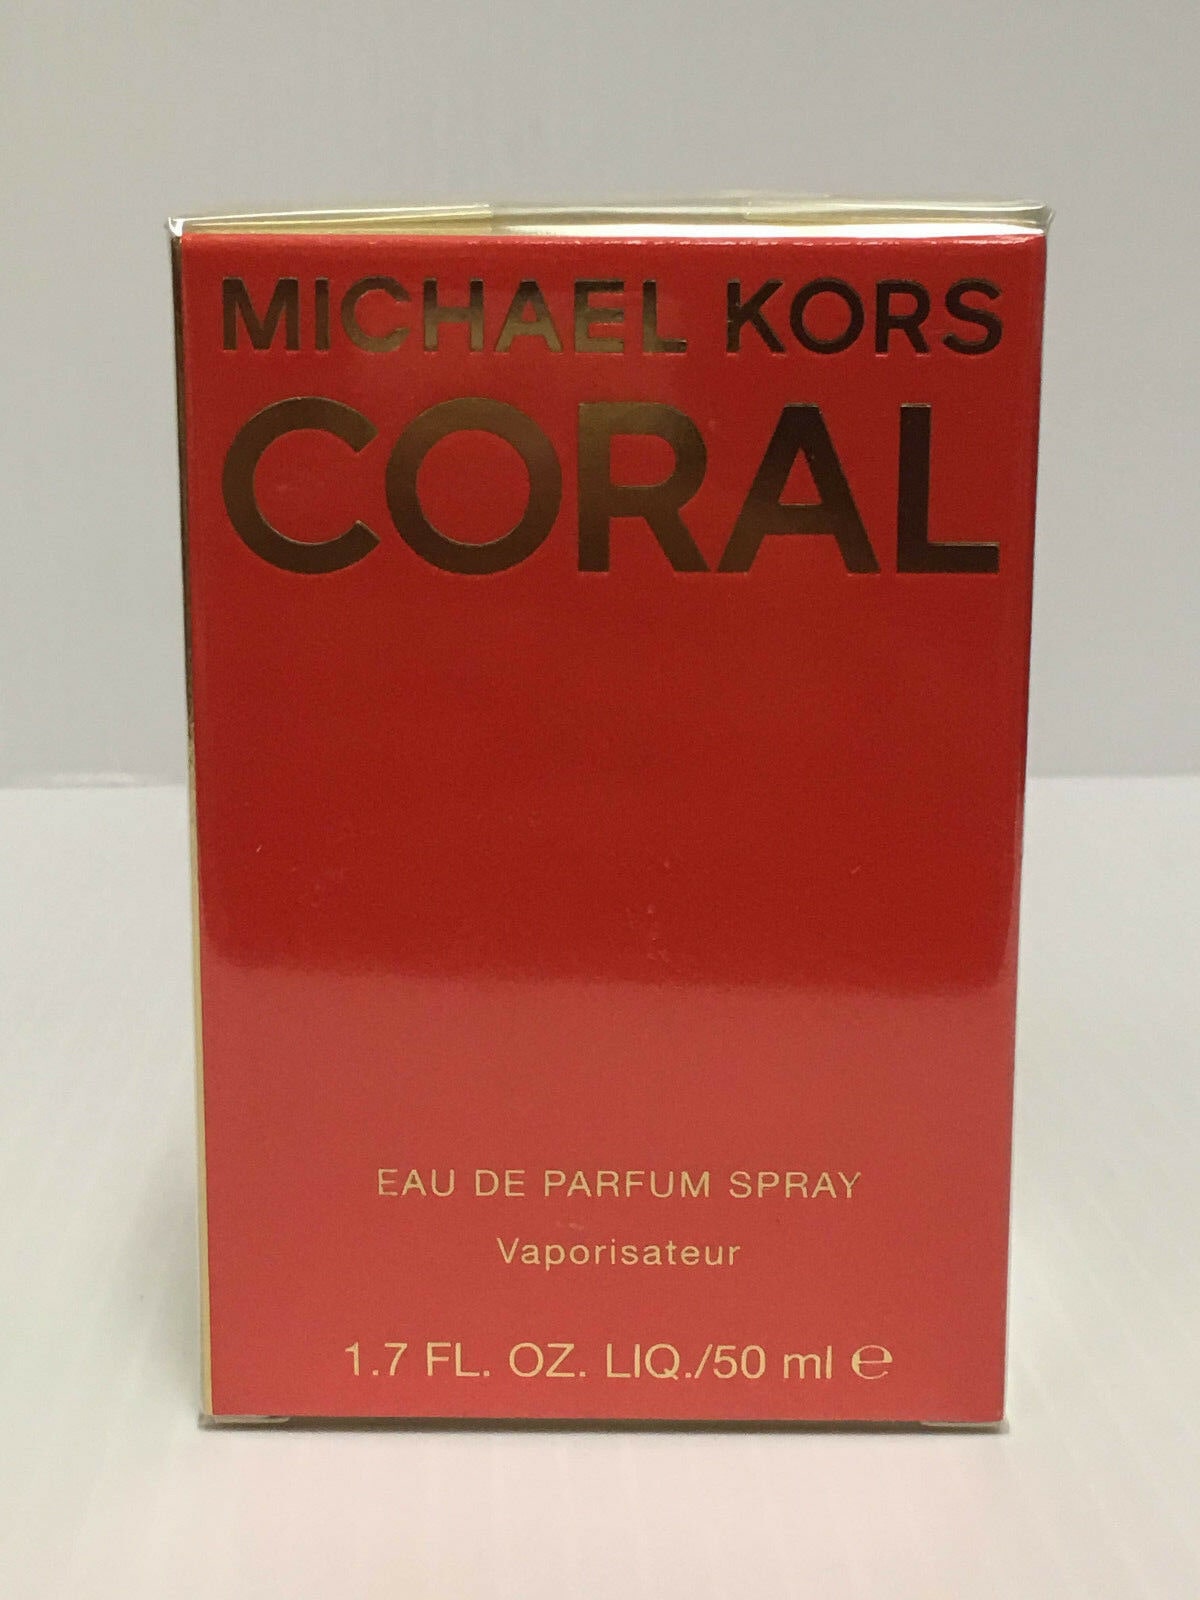 MICHAEL KORS
CORAL
EAU DE PARFUM SPRAY
Vaporisateur
1.7 FL. OZ. LIQ./50 ml ℮